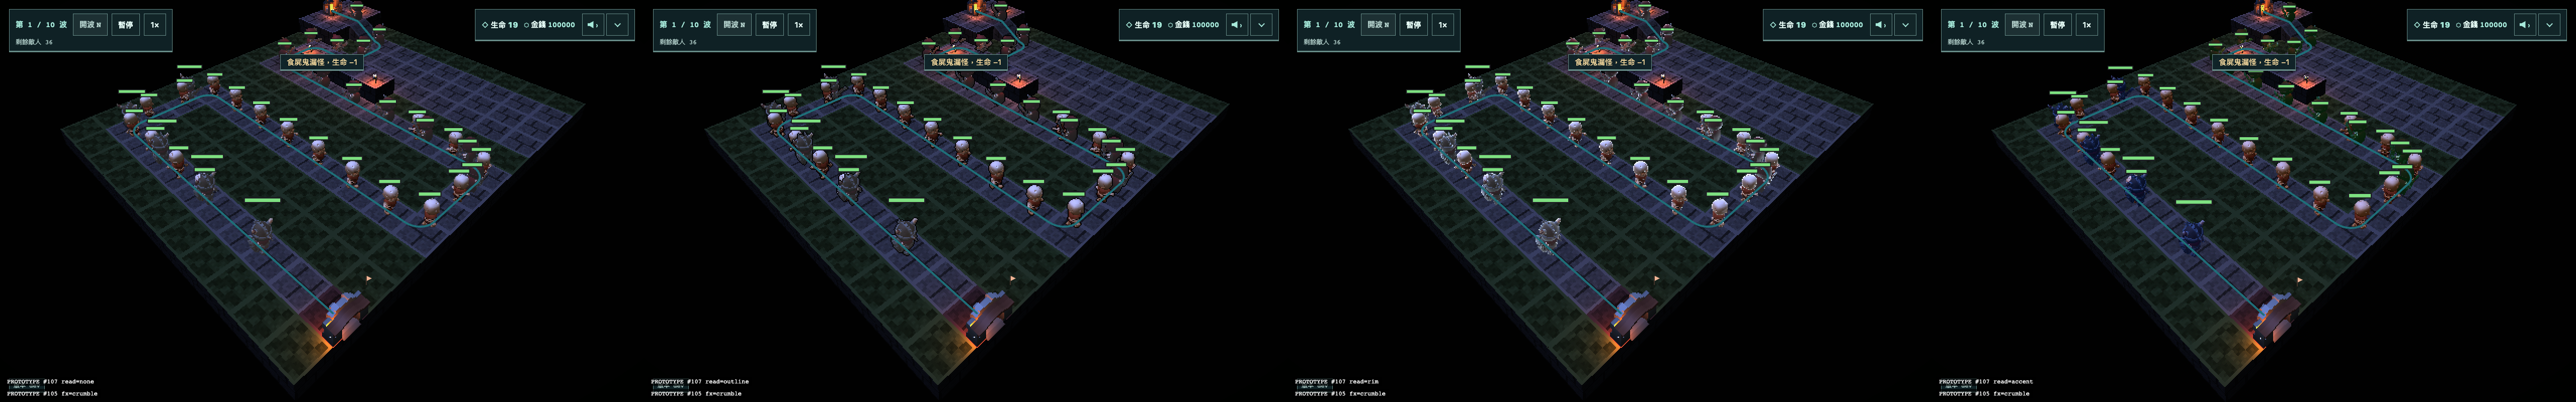 第 1 / 10 波 開波 暫停 1×
剩餘敵人 36
◇ 生命 19 ○ 金錢 100000
食屍鬼漏怪・生命 −1
PROTOTYPE #107 read=none
PROTOTYPE #105 fx=crumble
第 1 / 10 波 開波 暫停 1×
剩餘敵人 36
◇ 生命 19 ○ 金錢 100000
食屍鬼漏怪・生命 −1
PROTOTYPE #107 read=outline
PROTOTYPE #105 fx=crumble
第 1 / 10 波 開波 暫停 1×
剩餘敵人 36
◇ 生命 19 ○ 金錢 100000
食屍鬼漏怪・生命 −1
PROTOTYPE #107 read=rim
PROTOTYPE #105 fx=crumble
第 1 / 10 波 開波 暫停 1×
剩餘敵人 36
◇ 生命 19 ○ 金錢 100000
食屍鬼漏怪・生命 −1
PROTOTYPE #107 read=accent
PROTOTYPE #105 fx=crumble